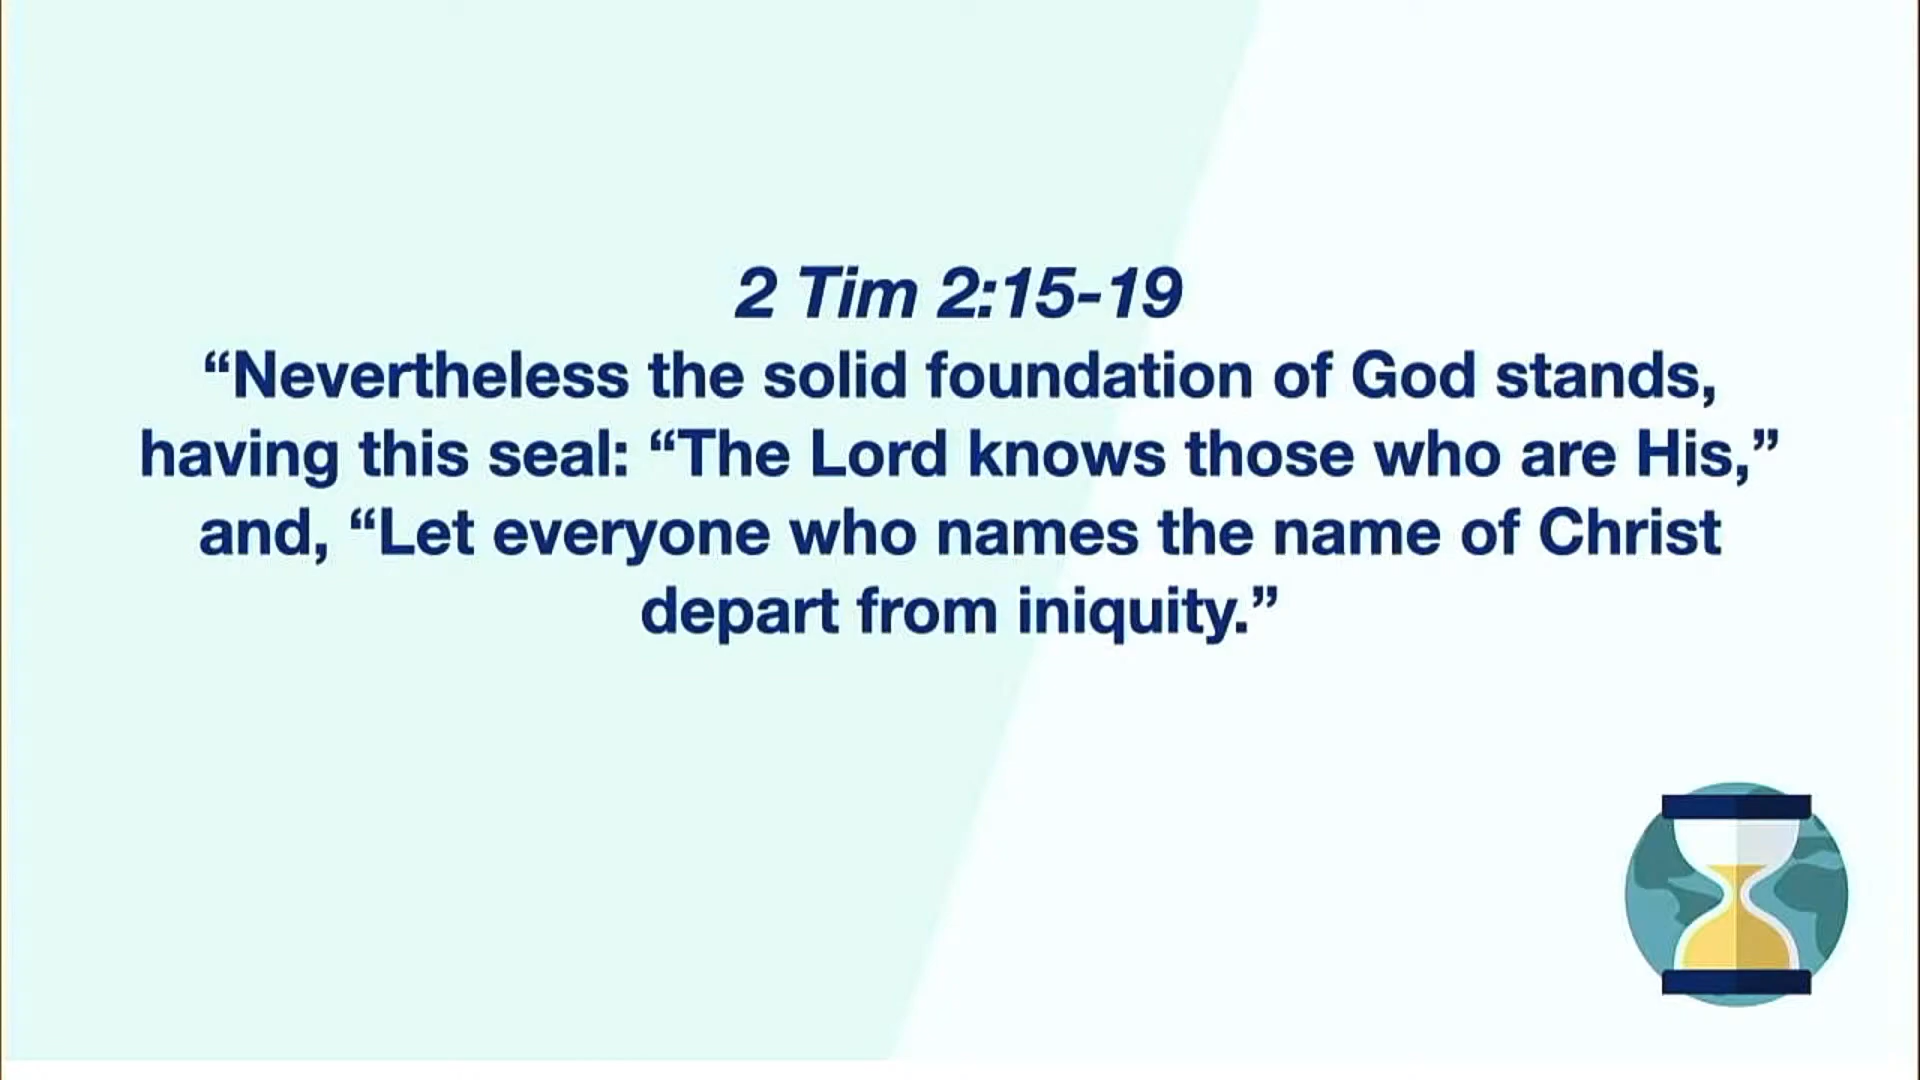 2 Tim 2:15-19
“Nevertheless the solid foundation of God stands,
having this seal: “The Lord knows those who are His,”
and, “Let everyone who names the name of Christ
depart from iniquity.”